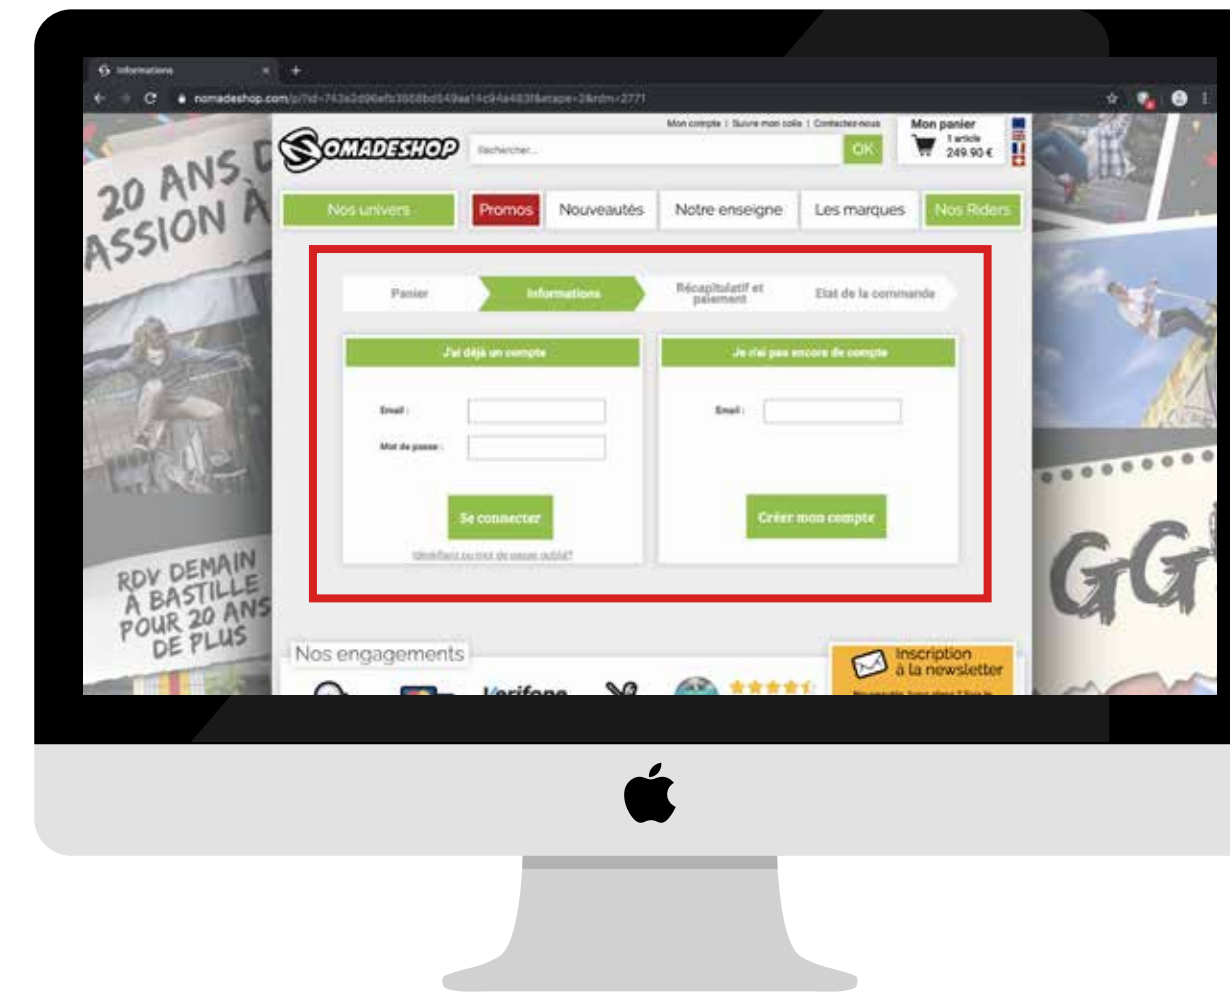 Informations
nomadeshop.com
20 ANS D
ASSION À
Mon compte | Suivre mon colis | Contactez-nous
Mon panier
1 article
249.90 €
NOMADESHOP
Rechercher...
OK
Nos univers
Promos
Nouveautés
Notre enseigne
Les marques
Nos Riders
Panier
Informations
Récapitulatif et
paiement
Etat de la commande
J'ai déjà un compte
Email :
Mot de passe :
Se connecter
Identifiant ou mot de passe oublié?
Je n'ai pas encore de compte
Email :
Créer mon compte
RDV DEMAIN
À BASTILLE
POUR 20 ANS
DE PLUS
GG
Nos engagements
Verifone
Inscription
à la newsletter